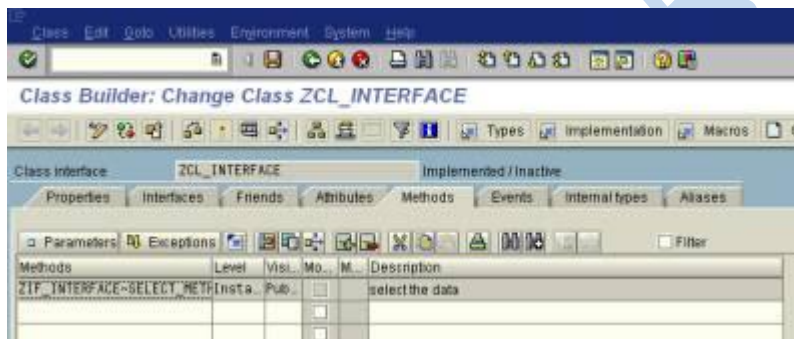 Class Edit Goto Utilities Environment System Help
Class Builder: Change Class ZCL_INTERFACE
Types Implementation Macros
Class interface ZCL_INTERFACE Implemented / Inactive
Properties Interfaces Friends Attributes Methods Events Internal types Aliases
Parameters Exceptions Filter
Methods Level Visi... Mo... M... Description
ZIF_INTERFACE~SELECT_METH Insta.. Pub.. select the data